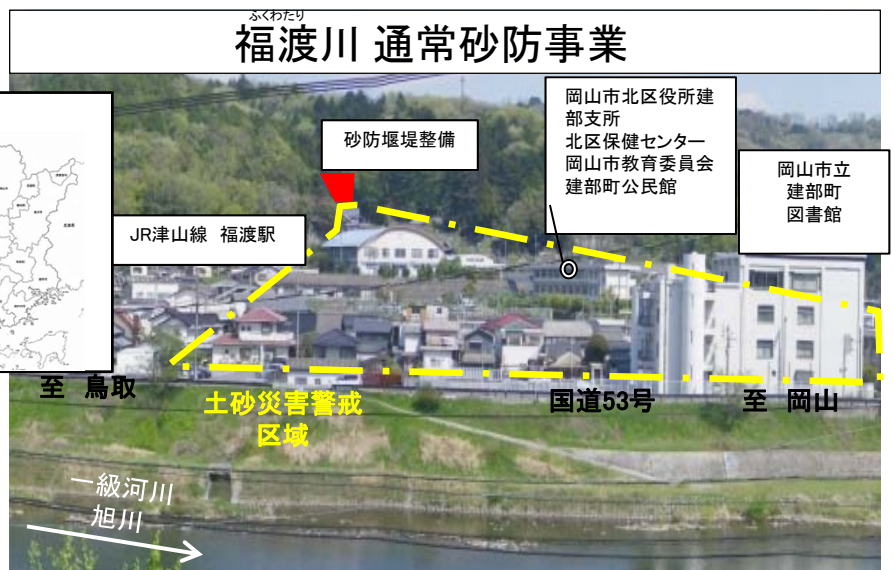 ふくわたり
福渡川 通常砂防事業
岡山市北区役所建
部支所
北区保健センター
岡山市教育委員会
建部町公民館
砂防堰堤整備
岡山市立
建部町
図書館
JR津山線 福渡駅
至 鳥取
土砂災害警戒
区域
国道53号
至 岡山
一級河川
旭川